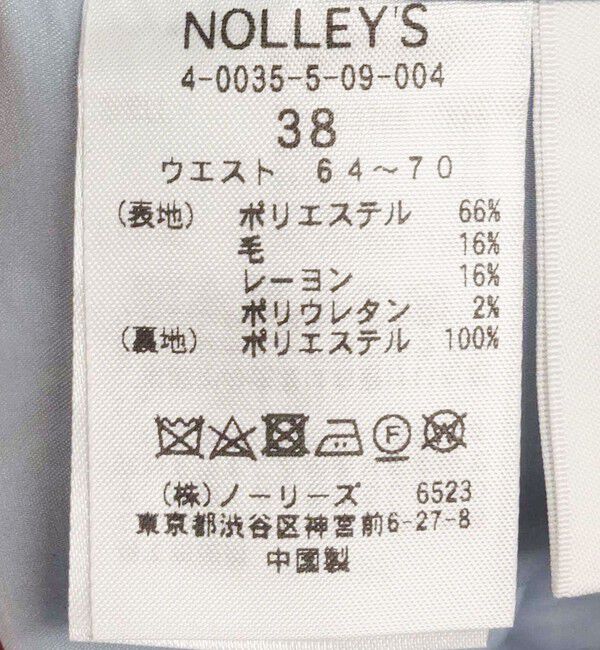 NOLLEY'S
4-0035-5-09-004
38
ウエスト 64~70
(表地) ポリエステル 66%
毛 16%
レーヨン 16%
ポリウレタン 2%
(裏地) ポリエステル 100%
F W
(株)ノーリーズ 6523
東京都渋谷区神宮前6-27-8
中国製